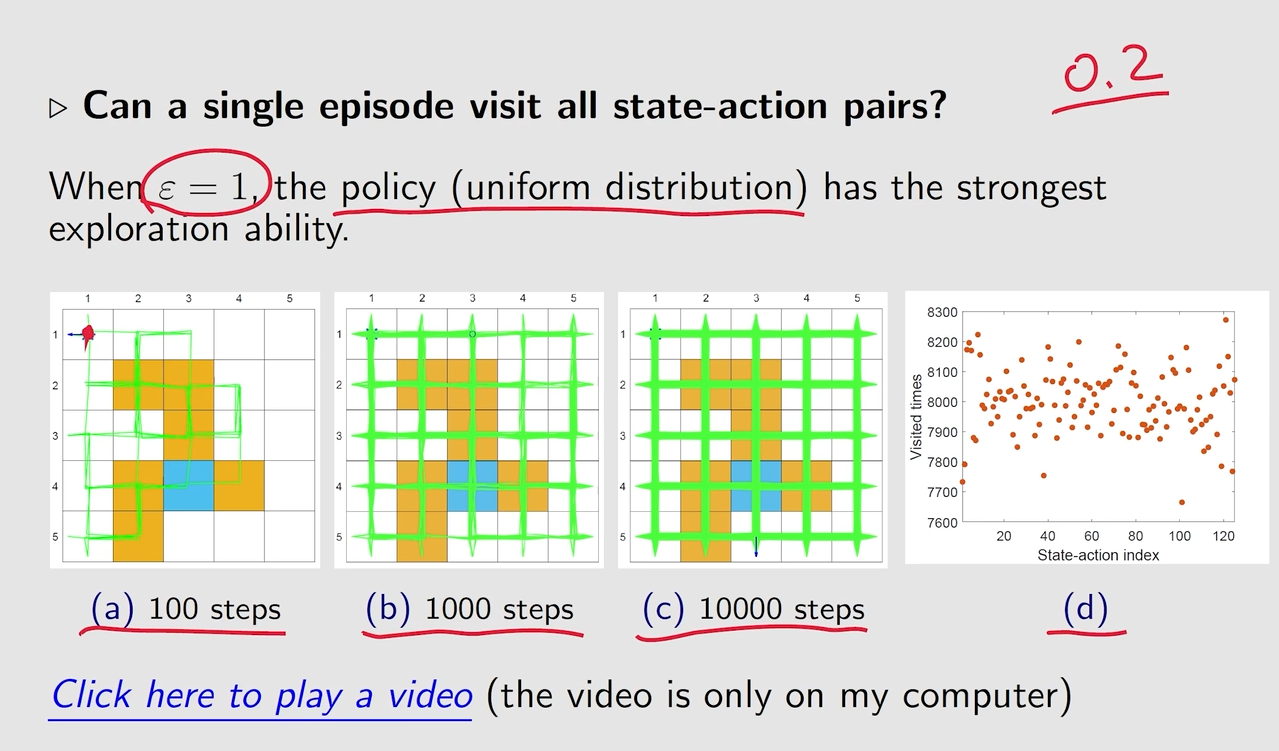 0.2
▷ Can a single episode visit all state-action pairs?
When ε = 1, the policy (uniform distribution) has the strongest
exploration ability.
1 2 3 4 5
1
2
3
4
5
1 2 3 4 5
1
2
3
4
5
1 2 3 4 5
1
2
3
4
5
8300
8200
8100
8000
7900
7800
7700
7600
Visited times
20 40 60 80 100 120
State-action index
(a) 100 steps
(b) 1000 steps
(c) 10000 steps
(d)
Click here to play a video (the video is only on my computer)